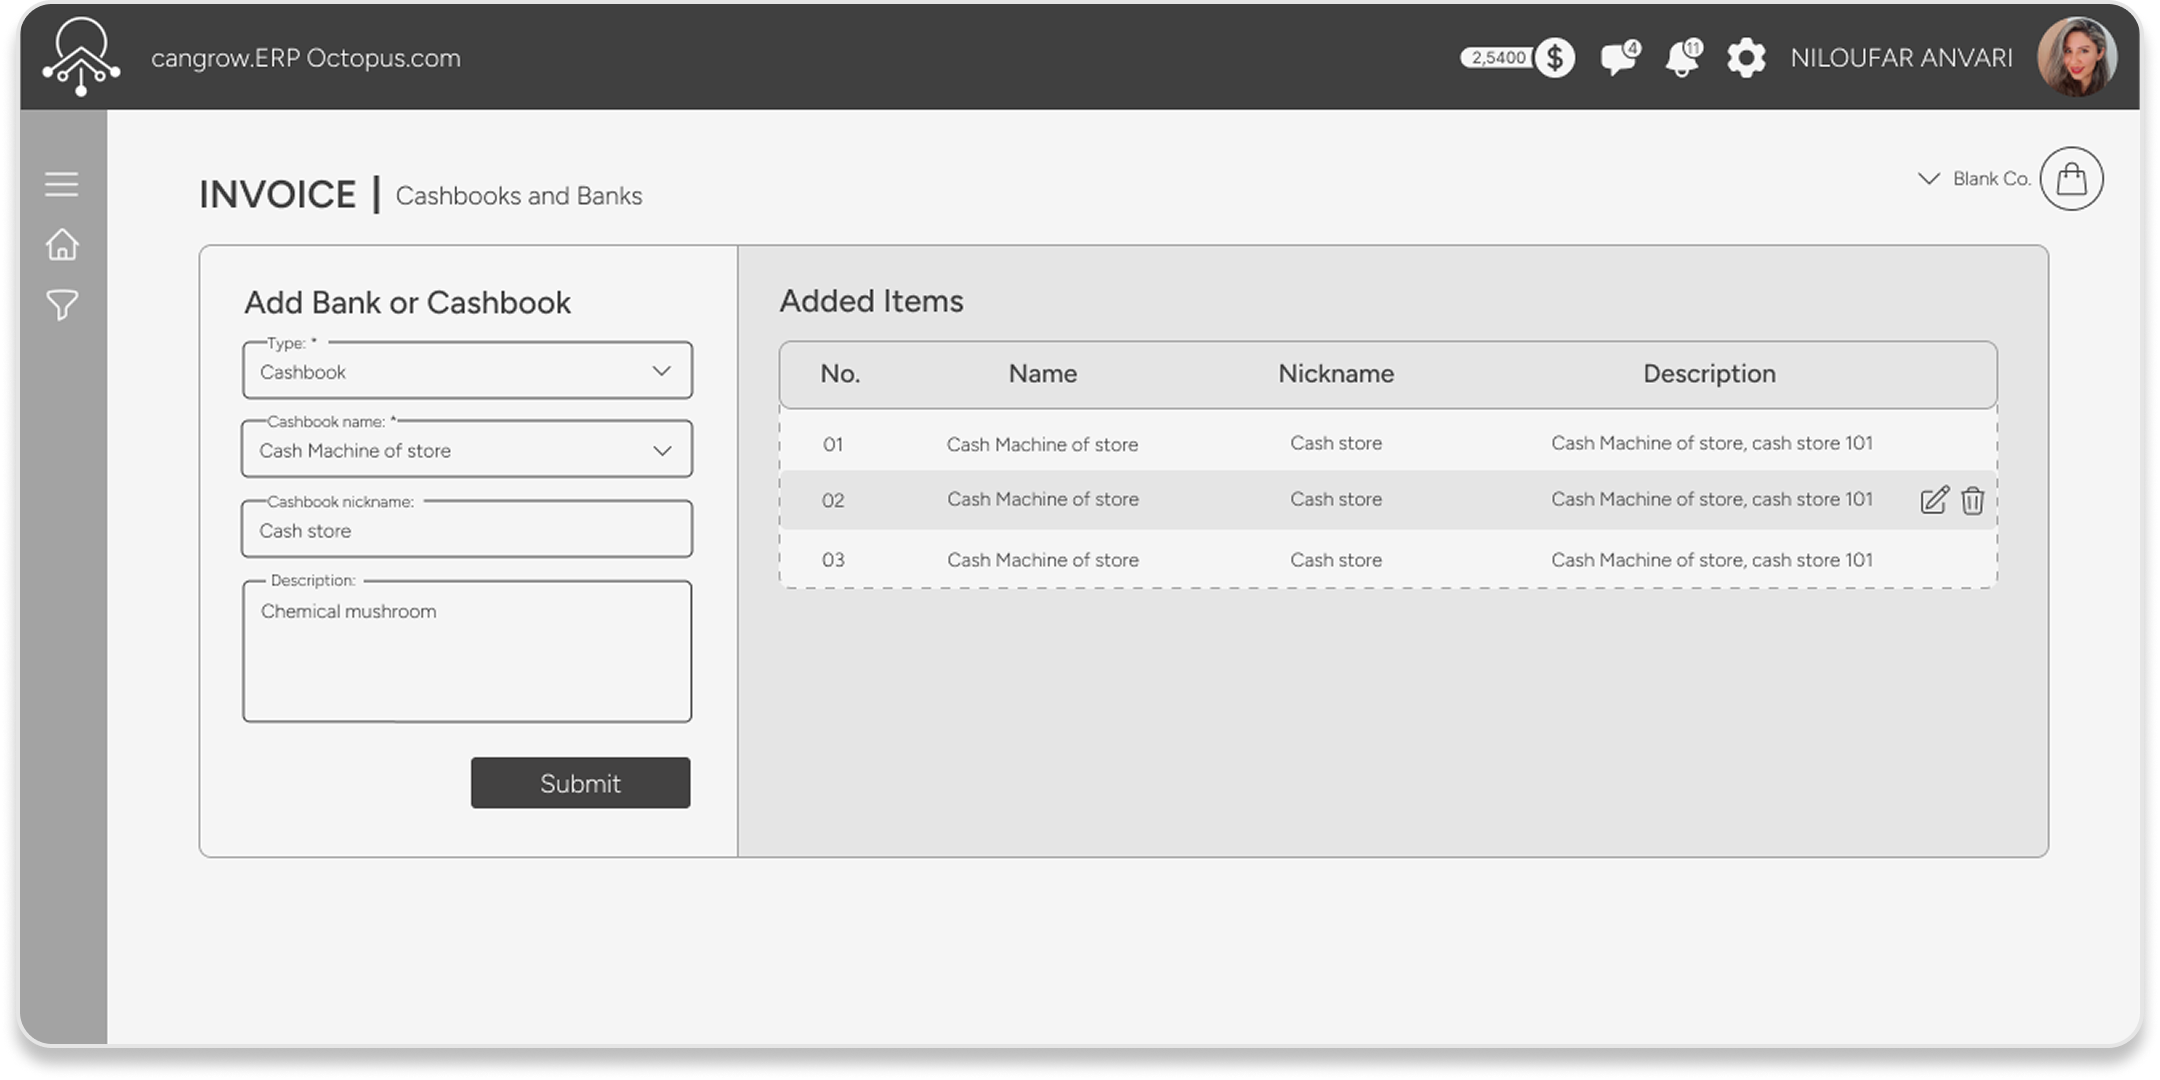 cangrow.ERP Octopus.com
2,5400
$
4
11
NILOUFAR ANVARI
INVOICE | Cashbooks and Banks
Blank Co.
Add Bank or Cashbook
Type: *
Cashbook
Cashbook name: *
Cash Machine of store
Cashbook nickname:
Cash store
Description:
Chemical mushroom
Submit
Added Items
No. Name Nickname Description
01 Cash Machine of store Cash store Cash Machine of store, cash store 101
02 Cash Machine of store Cash store Cash Machine of store, cash store 101
03 Cash Machine of store Cash store Cash Machine of store, cash store 101